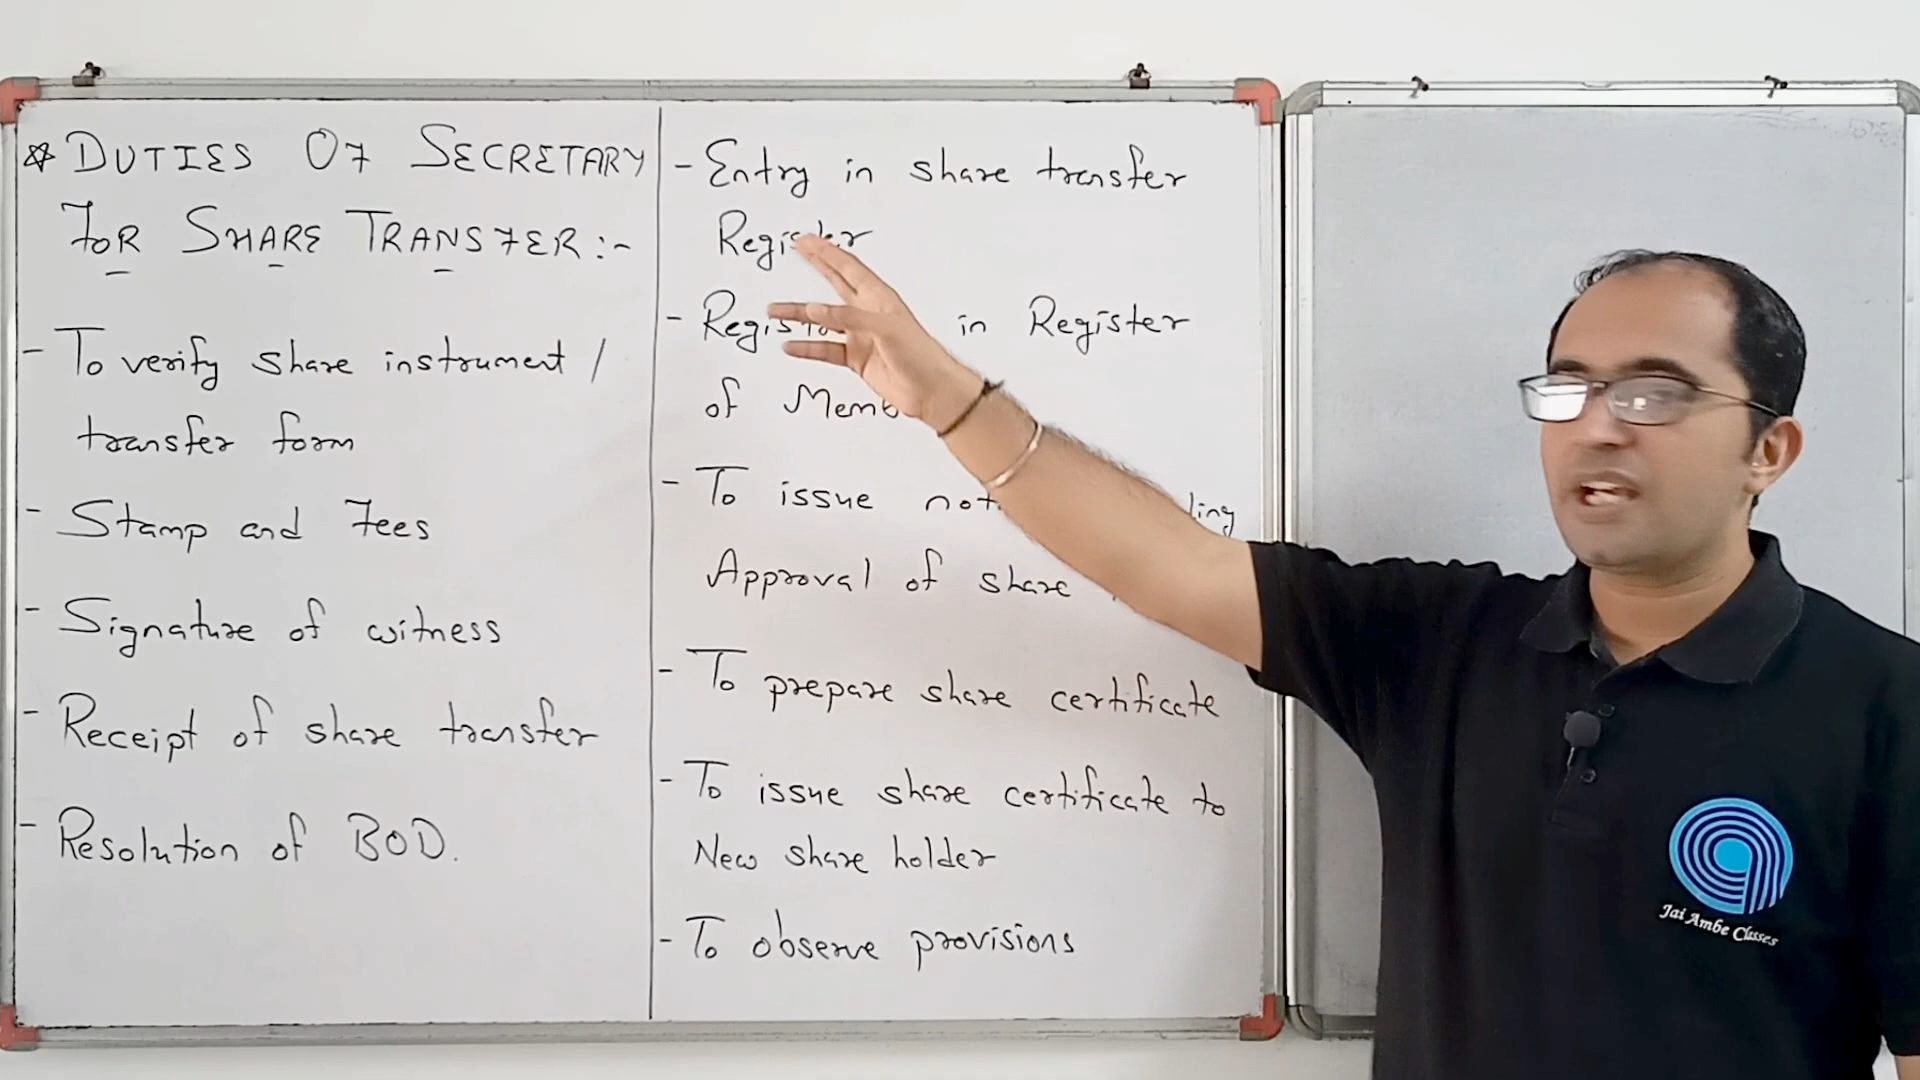 ☆ DUTIES OF SECRETARY
FOR SHARE TRANSFER :-
- To verify share instrument /
transfer form
- Stamp and Fees
- Signature of witness
- Receipt of share transfer
- Resolution of BOD.
- Entry in share transfer
Register
- in Register
of
- To issue
Approval of share
- To prepare share certificate
- To issue share certificate to
New share holder
- To observe provisions
Jai Ambe Classes